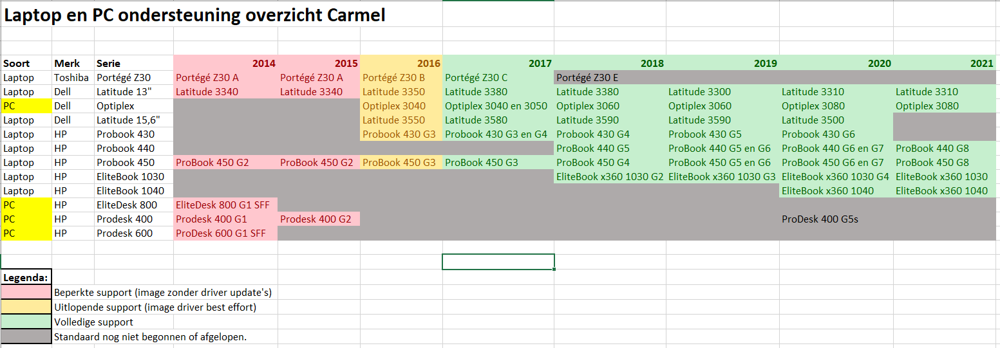 Laptop en PC ondersteuning overzicht Carmel
Soort Merk Serie 2014 2015 2016 2017 2018 2019 2020 2021
Laptop Toshiba Portégé Z30 Portégé Z30 A Portégé Z30 A Portégé Z30 B Portégé Z30 C Portégé Z30 E
Laptop Dell Latitude 13" Latitude 3340 Latitude 3340 Latitude 3350 Latitude 3380 Latitude 3380 Latitude 3300 Latitude 3310 Latitude 3310
PC Dell Optiplex Optiplex 3040 Optiplex 3040 en 3050 Optiplex 3060 Optiplex 3060 Optiplex 3080 Optiplex 3080
Laptop Dell Latitude 15,6" Latitude 3550 Latitude 3580 Latitude 3590 Latitude 3590 Latitude 3500
Laptop HP Probook 430 Probook 430 G3 Probook 430 G3 en G4 Probook 430 G4 Probook 430 G5 Probook 430 G6
Laptop HP Probook 440 ProBook 440 G5 ProBook 440 G5 en G6 ProBook 440 G6 en G7 ProBook 440 G8
Laptop HP Probook 450 ProBook 450 G2 ProBook 450 G2 ProBook 450 G3 ProBook 450 G3 ProBook 450 G4 ProBook 450 G5 en G6 ProBook 450 G6 en G7 ProBook 450 G8
Laptop HP EliteBook 1030 EliteBook x360 1030 G2 EliteBook x360 1030 G3 EliteBook x360 1030 G4 EliteBook x360 1030
Laptop HP EliteBook 1040 EliteBook x360 1040 EliteBook x360 1040
PC HP EliteDesk 800 EliteDesk 800 G1 SFF
PC HP Prodesk 400 Prodesk 400 G1 Prodesk 400 G2 ProDesk 400 G5s
PC HP Prodesk 600 ProDesk 600 G1 SFF
Legenda:
Beperkte support (image zonder driver update's)
Uitlopende support (image driver best effort)
Volledige support
Standaard nog niet begonnen of afgelopen.